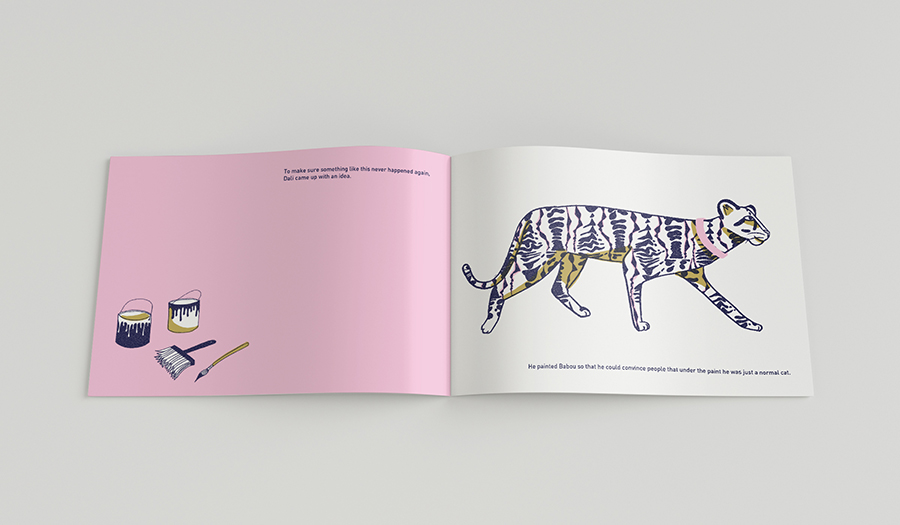 To make sure something like this never happened again,
Dali came up with an idea.
He painted Babou so that he could convince people that under the paint he was just a normal cat.